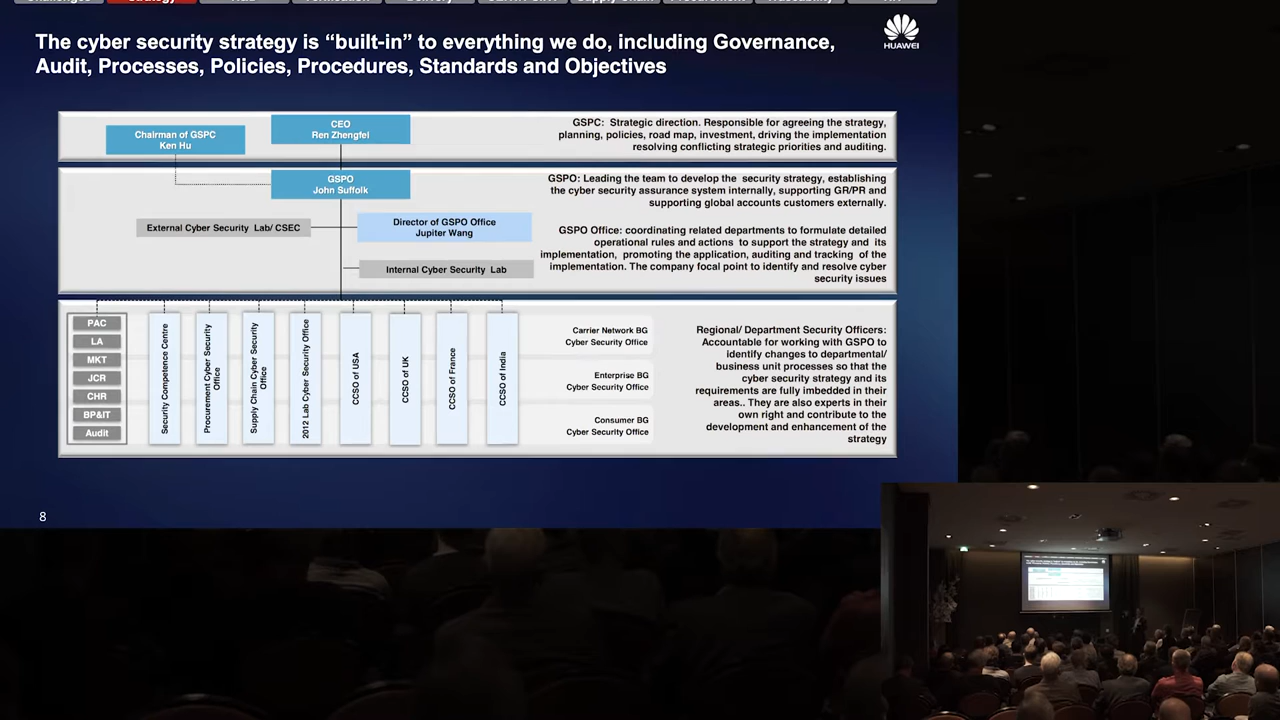 Strategy
HUAWEI
The cyber security strategy is “built-in” to everything we do, including Governance,
Audit, Processes, Policies, Procedures, Standards and Objectives
Chairman of GSPC
Ken Hu
CEO
Ren Zhengfei
GSPC: Strategic direction. Responsible for agreeing the strategy,
planning, policies, road map, investment, driving the implementation
resolving conflicting strategic priorities and auditing.
GSPO
John Suffolk
External Cyber Security Lab/ CSEC
Director of GSPO Office
Jupiter Wang
Internal Cyber Security Lab
GSPO: Leading the team to develop the security strategy, establishing
the cyber security assurance system internally, supporting GR/PR and
supporting global accounts customers externally.
GSPO Office: coordinating related departments to formulate detailed
operational rules and actions to support the strategy and its
implementation, promoting the application, auditing and tracking of the
implementation. The company focal point to identify and resolve cyber
security issues
PAC
LA
MKT
JCR
CHR
BP&IT
Audit
Security Competence Centre
Procurement Cyber Security
Office
Supply Chain Cyber Security
Office
2012 Lab Cyber Security Office
CCSO of USA
CCSO of UK
CCSO of France
CCSO of India
Carrier Network BG
Cyber Security Office
Enterprise BG
Cyber Security Office
Consumer BG
Cyber Security Office
Regional/ Department Security Officers:
Accountable for working with GSPO to
identify changes to departmental/
business unit processes so that the
cyber security strategy and its
requirements are fully imbedded in their
areas.. They are also experts in their
own right and contribute to the
development and enhancement of the
strategy
8